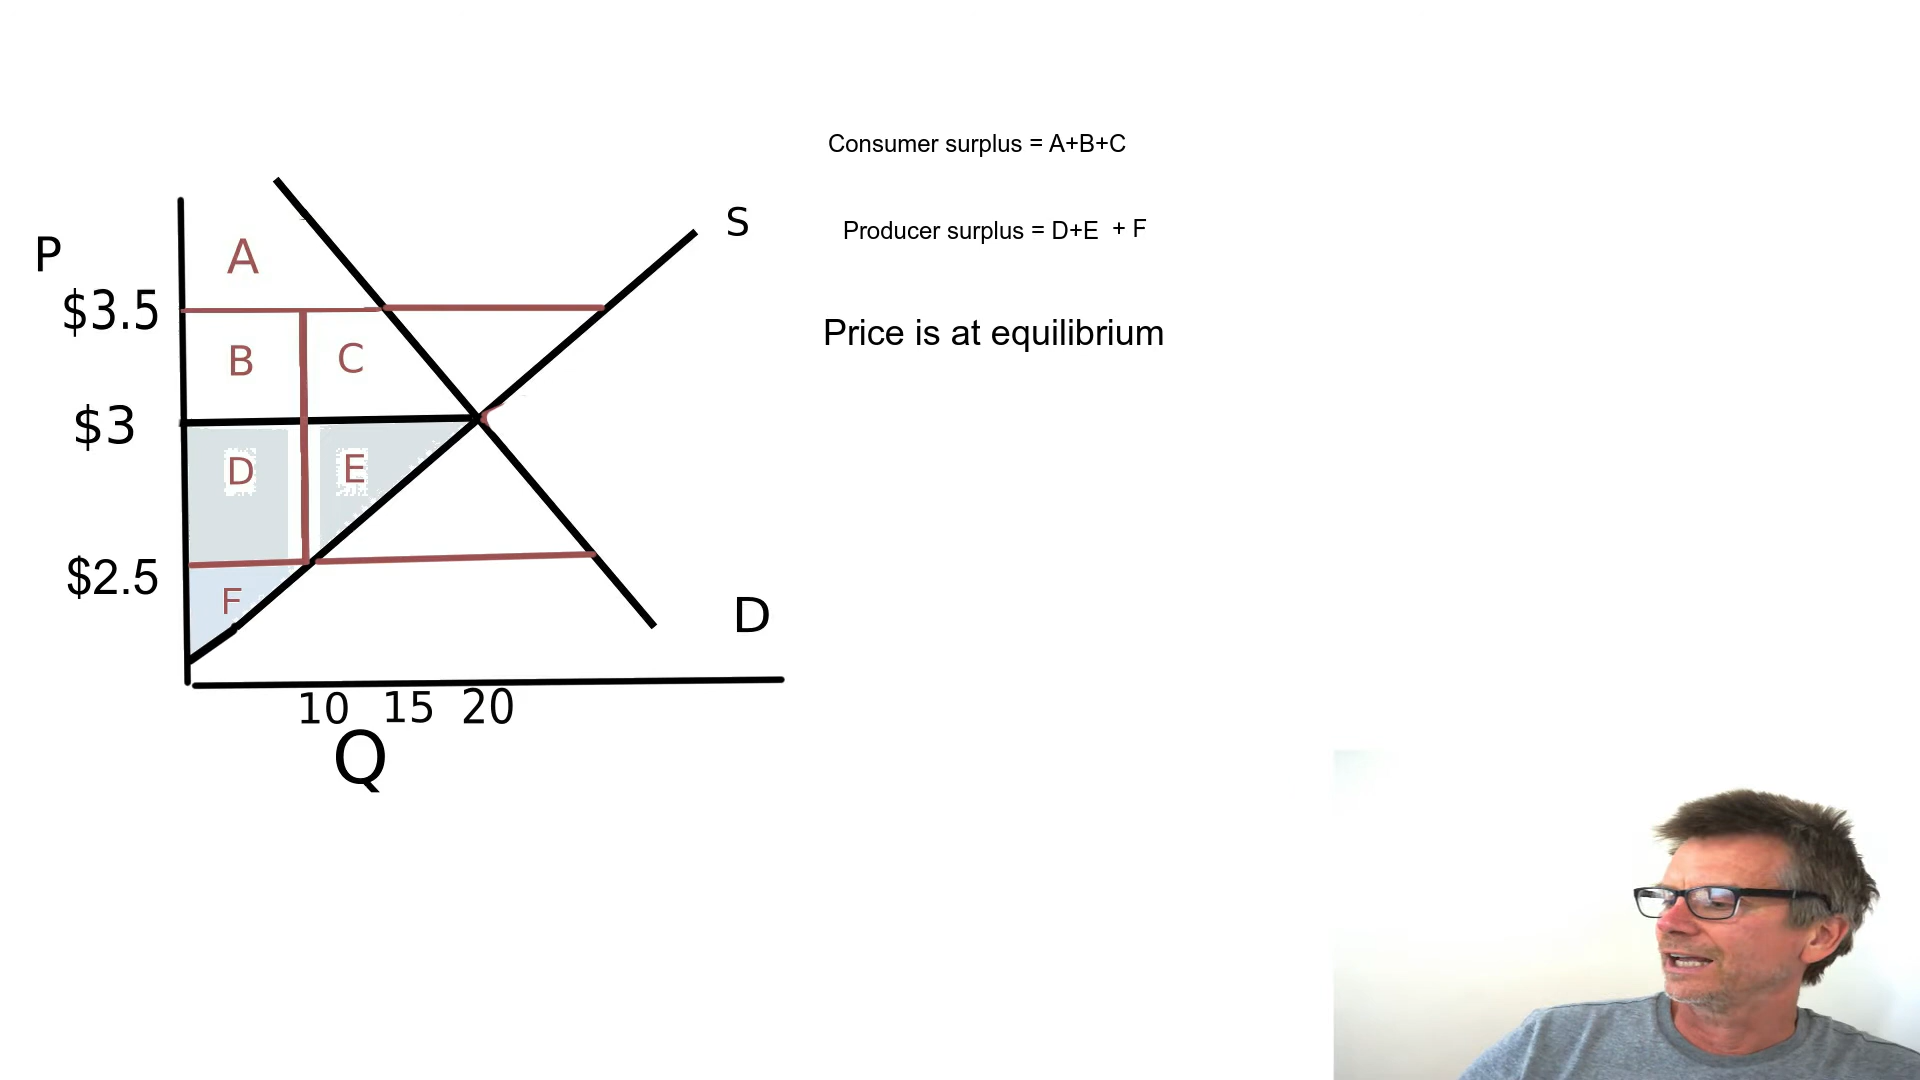 Consumer surplus = A+B+C
Producer surplus = D+E + F
Price is at equilibrium
P
S
A
$3.5
B
C
$3
D
E
$2.5
F
D
10 15 20
Q